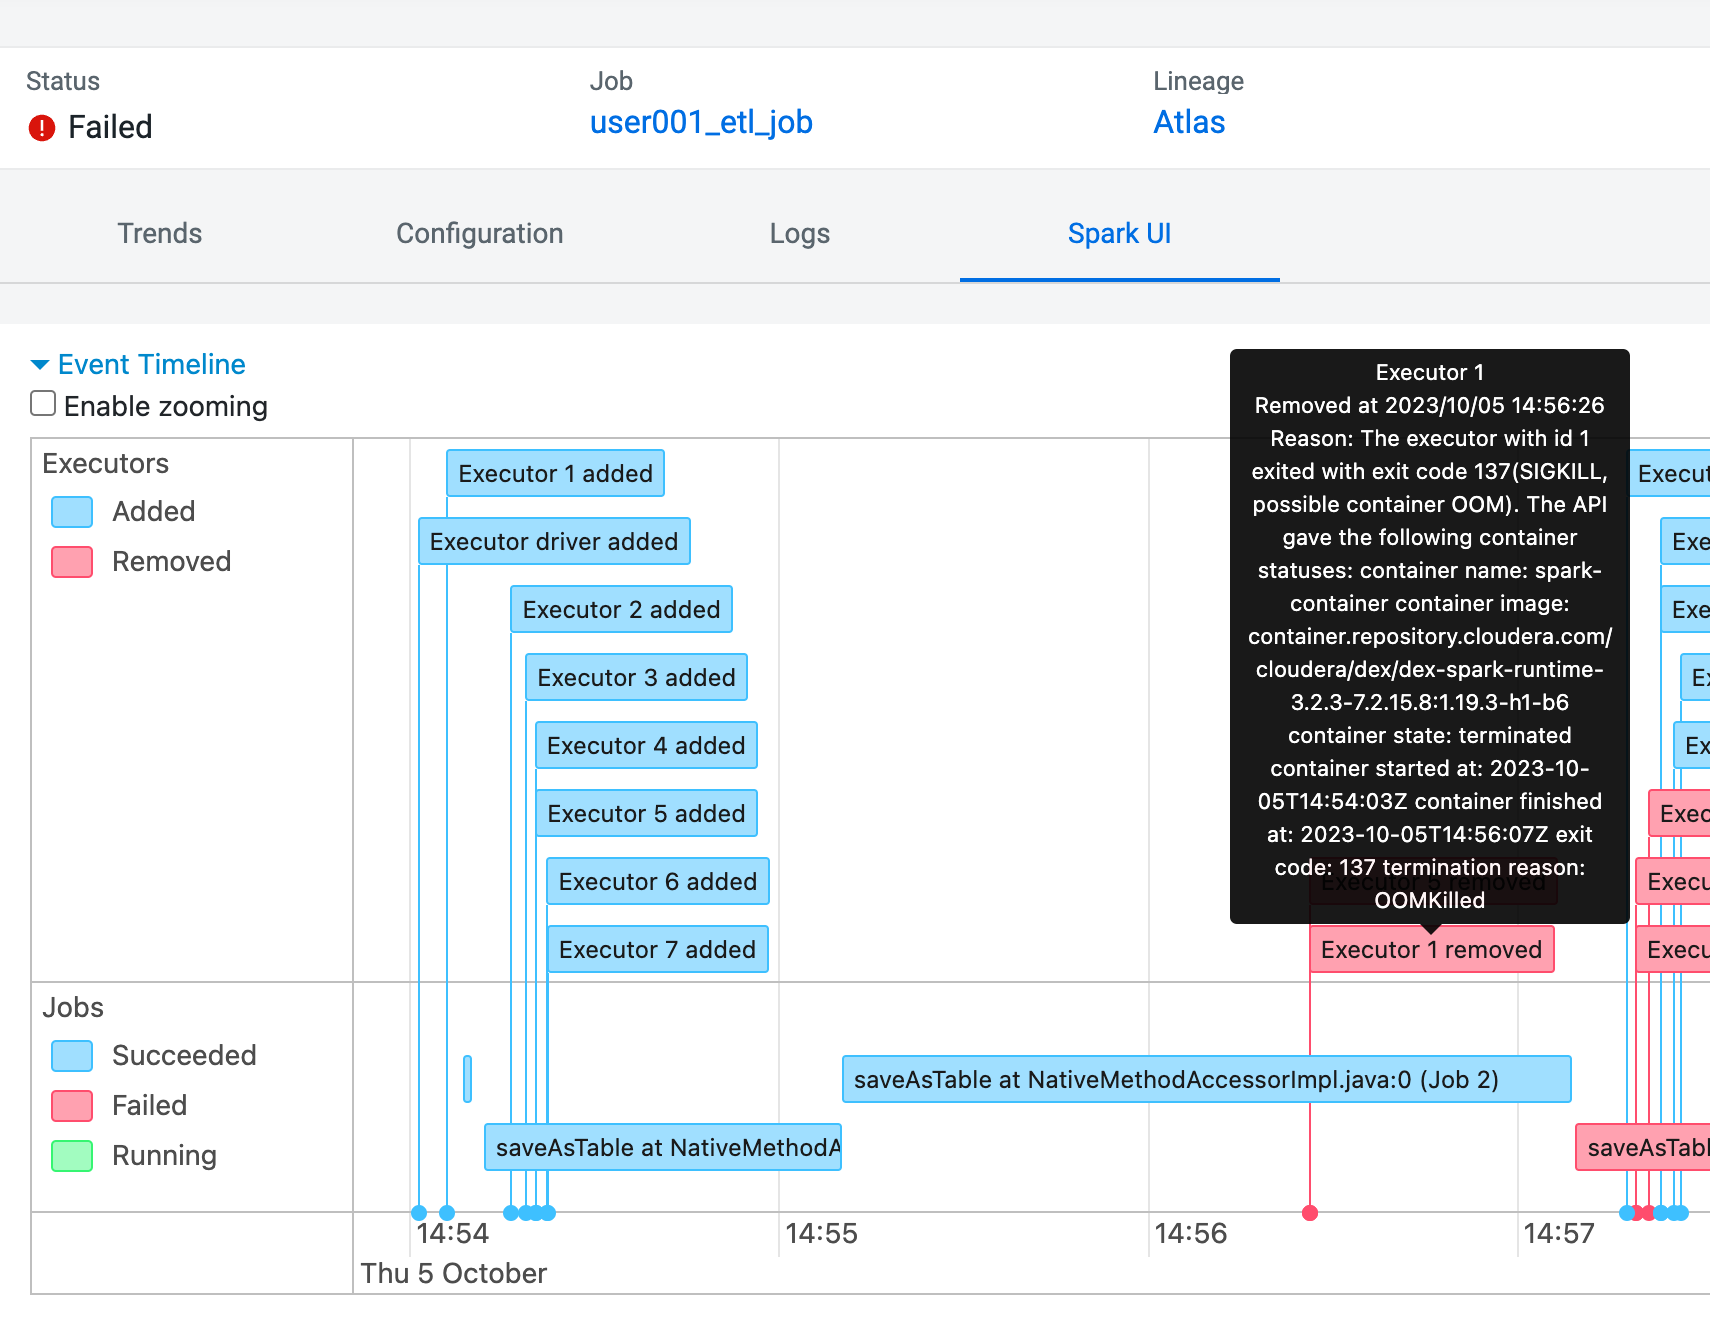 Status
Failed
Job
user001_etl_job
Lineage
Atlas
Trends
Configuration
Logs
Spark UI
Event Timeline
Enable zooming
Executors
Added
Removed
Executor 1 added
Executor driver added
Executor 2 added
Executor 3 added
Executor 4 added
Executor 5 added
Executor 6 added
Executor 7 added
Executor 1
Removed at 2023/10/05 14:56:26
Reason: The executor with id 1
exited with exit code 137(SIGKILL,
possible container OOM). The API
gave the following container
statuses: container name: spark-
container container image:
container.repository.cloudera.com/
cloudera/dex/dex-spark-runtime-
3.2.3-7.2.15.8:1.19.3-h1-b6
container state: terminated
container started at: 2023-10-
05T14:54:03Z container finished
at: 2023-10-05T14:56:07Z exit
code: 137 termination reason:
OOMKilled
Executor 1 removed
Execut
Exe
Exe
Ex
Ex
Exec
Execu
Execu
Jobs
Succeeded
Failed
Running
saveAsTable at NativeMethodAccessorImpl.java:0 (Job 2)
saveAsTable at NativeMethodA
saveAsTabl
14:54
14:55
14:56
14:57
Thu 5 October